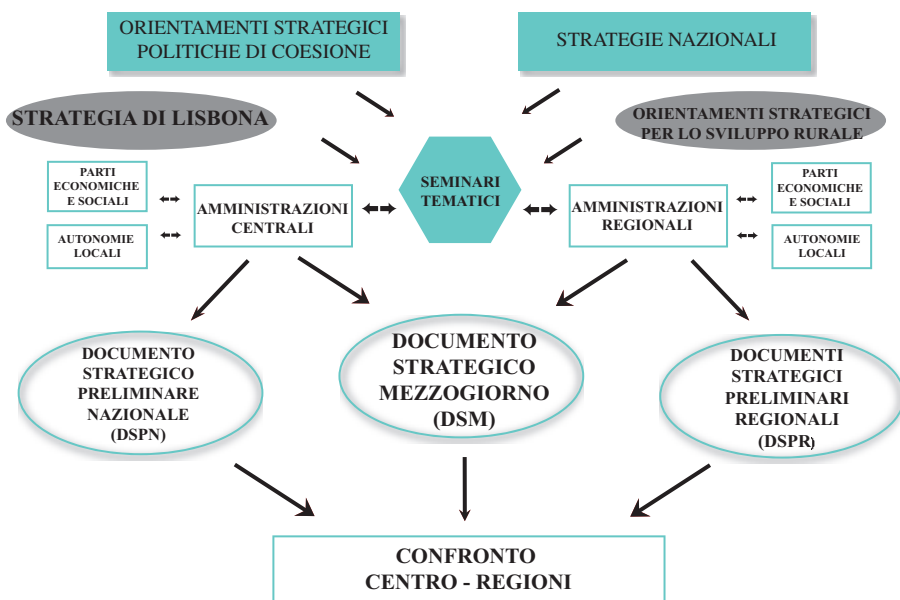 ORIENTAMENTI STRATEGICI
POLITICHE DI COESIONE
STRATEGIE NAZIONALI
STRATEGIA DI LISBONA
ORIENTAMENTI STRATEGICI
PER LO SVILUPPO RURALE
PARTI
ECONOMICHE
E SOCIALI
AUTONOMIE
LOCALI
AMMINISTRAZIONI
CENTRALI
SEMINARI
TEMATICI
AMMINISTRAZIONI
REGIONALI
PARTI
ECONOMICHE
E SOCIALI
AUTONOMIE
LOCALI
DOCUMENTO
STRATEGICO
PRELIMINARE
NAZIONALE
(DSPN)
DOCUMENTO
STRATEGICO
MEZZOGIORNO
(DSM)
DOCUMENTI
STRATEGICI
PRELIMINARI
REGIONALI
(DSPR)
CONFRONTO
CENTRO - REGIONI